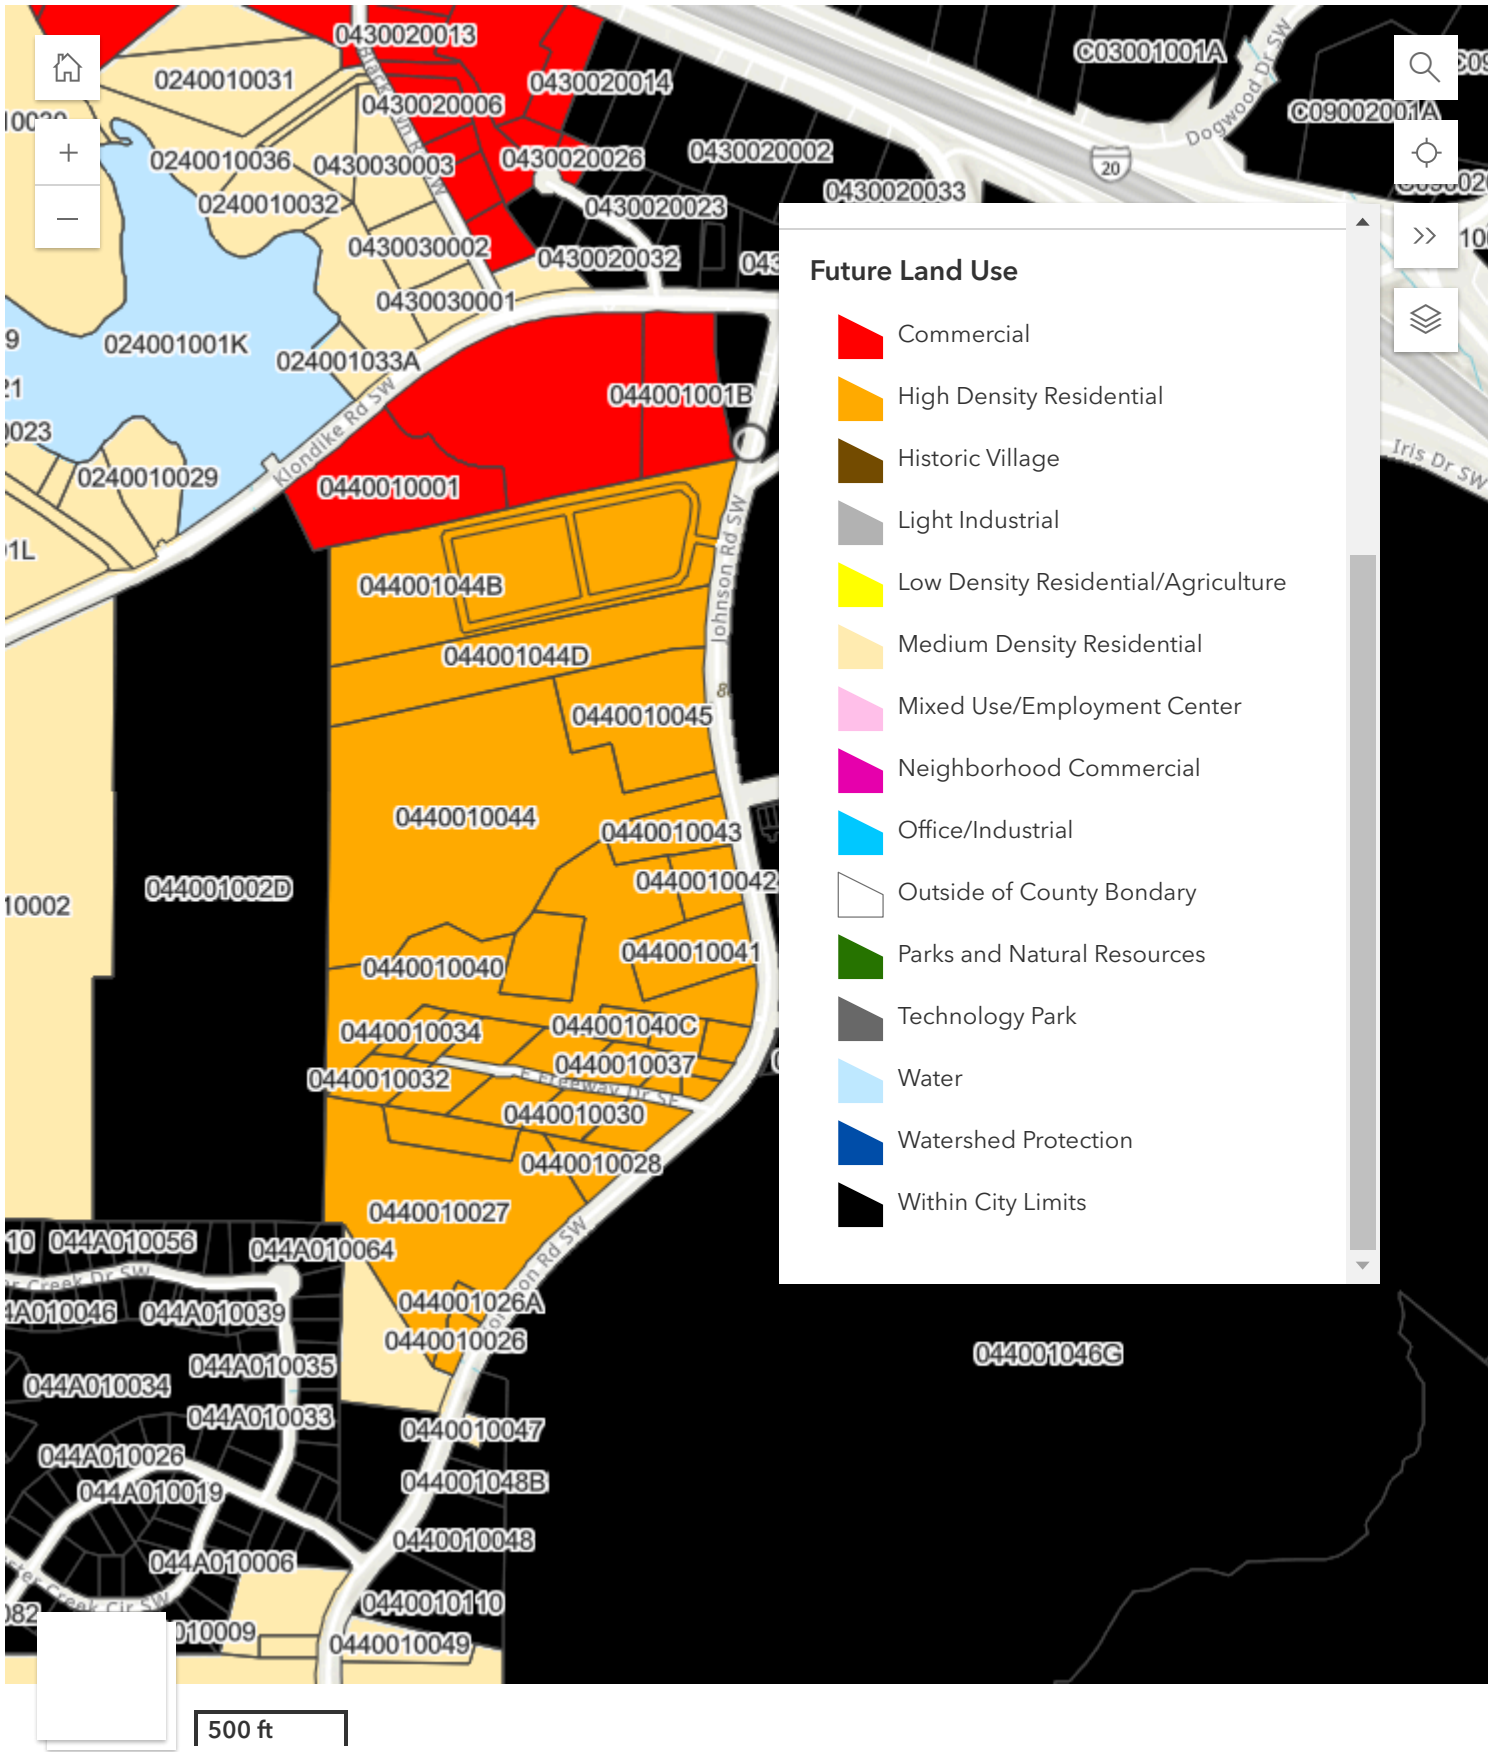 0430020013
C03001001A
0240010031
0430020014
0430020006
C09002001A
Dogwood Dr SW
0240010036
0430030003
0430020026
0430020002
20
0240010032
0430020023
0430020033
0430030002
0430020032
0430030001
024001001K
024001033A
Klondike Rd SW
044001001B
0240010029
0440010001
Iris Dr SW
Johnson Rd SW
044001044B
044001044D
0440010045
0440010044
0440010043
044001002D
0440010042
10002
0440010041
0440010040
0440010034
044001040C
0440010037
0440010032
E Freeway Dr SE
0440010030
0440010028
0440010027
044A010056
044A010064
044001026A
044A010039
0440010026
044A010035
044A010034
044A010033
0440010047
044A010026
044001048B
044A010019
0440010048
044A010006
0440010110
0440010049
044001046G
500 ft
Future Land Use
Commercial
High Density Residential
Historic Village
Light Industrial
Low Density Residential/Agriculture
Medium Density Residential
Mixed Use/Employment Center
Neighborhood Commercial
Office/Industrial
Outside of County Bondary
Parks and Natural Resources
Technology Park
Water
Watershed Protection
Within City Limits